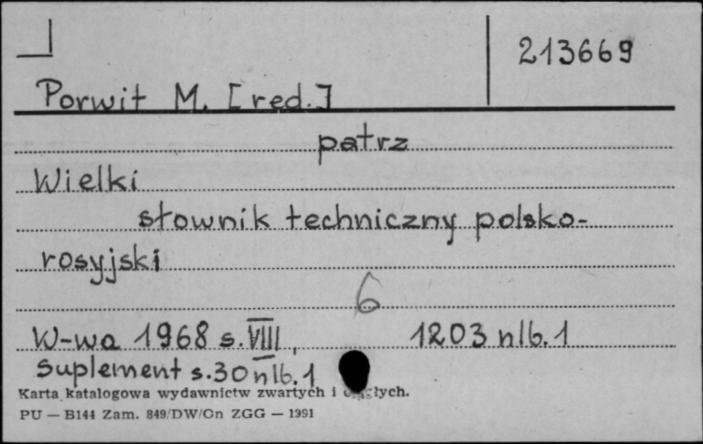 213669
Porwit M. [red.]
patrz
Wielki
słownik techniczny polsko-
rosyjski
6
W-wa 1968 s. VIII, 1203 nlb. 1
Suplement s. 30 nlb. 1
Karta katalogowa wydawnictw zwartych i
PU — B144 Zam. 849/DW/Gn ZGG — 1991